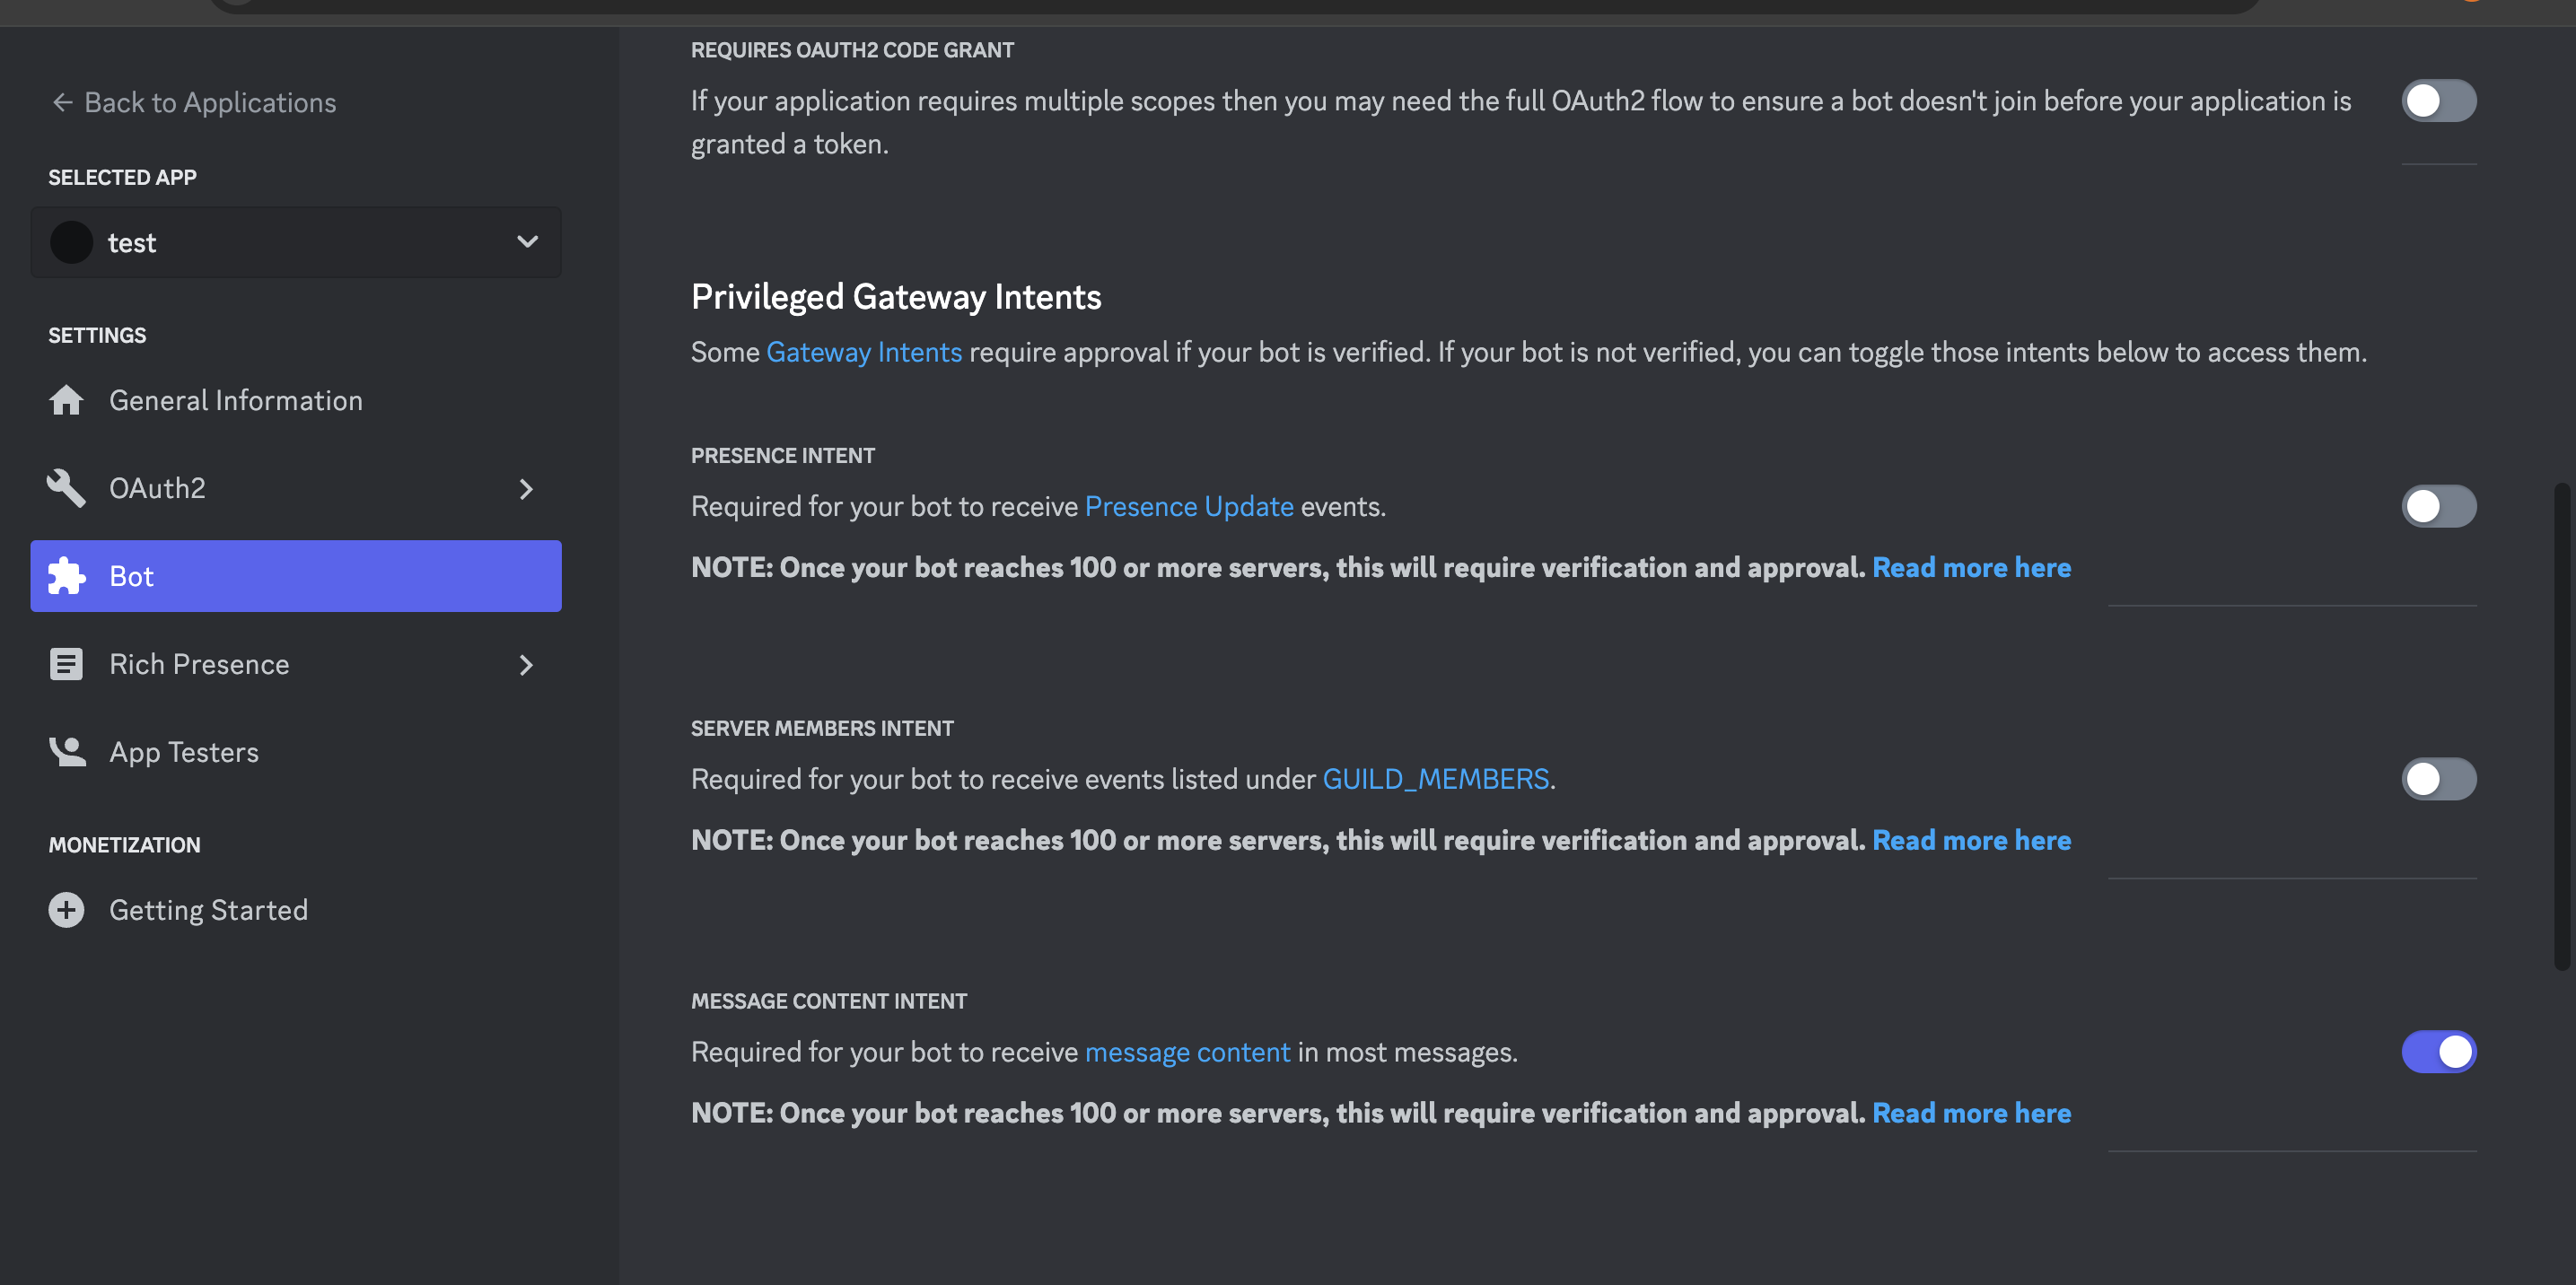 ← Back to Applications
SELECTED APP
test
SETTINGS
General Information
OAuth2
Bot
Rich Presence
App Testers
MONETIZATION
Getting Started
REQUIRES OAUTH2 CODE GRANT
If your application requires multiple scopes then you may need the full OAuth2 flow to ensure a bot doesn't join before your application is
granted a token.
Privileged Gateway Intents
Some Gateway Intents require approval if your bot is verified. If your bot is not verified, you can toggle those intents below to access them.
PRESENCE INTENT
Required for your bot to receive Presence Update events.
NOTE: Once your bot reaches 100 or more servers, this will require verification and approval. Read more here
SERVER MEMBERS INTENT
Required for your bot to receive events listed under GUILD_MEMBERS.
NOTE: Once your bot reaches 100 or more servers, this will require verification and approval. Read more here
MESSAGE CONTENT INTENT
Required for your bot to receive message content in most messages.
NOTE: Once your bot reaches 100 or more servers, this will require verification and approval. Read more here